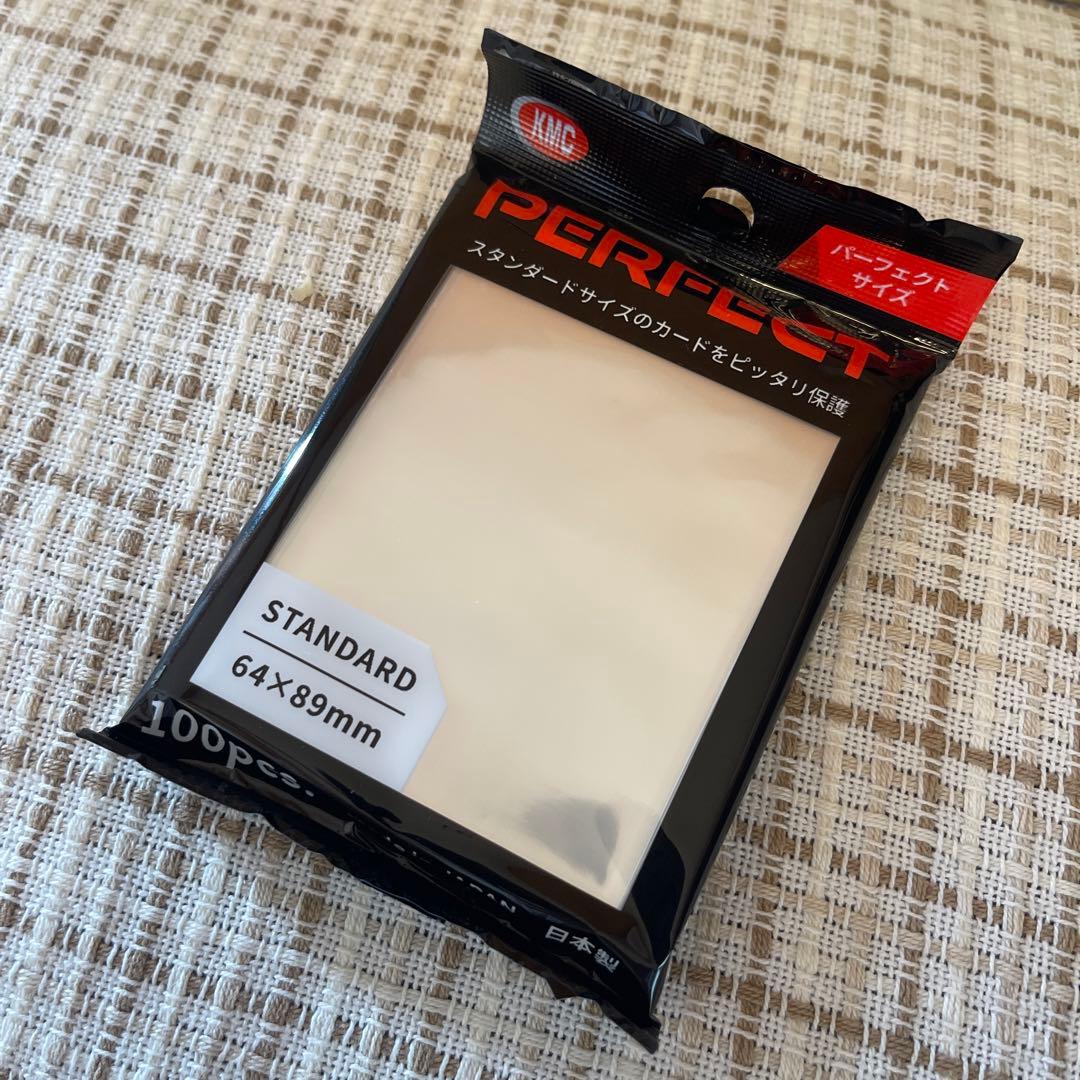 KMC
PERFECT
パーフェクト
サイズ
スタンダードサイズのカードをピッタリ保護
STANDARD
64×89mm
100pcs.
JAPAN
日本製